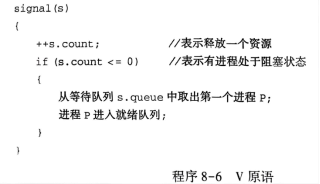 signal(s)
{
++s.count; //表示释放一个资源
if (s.count <= 0) //表示有进程处于阻塞状态
{
从等待队列 s.queue 中取出第一个进程 P;
进程 P 进入就绪队列;
}
}
程序 8-6 V 原语